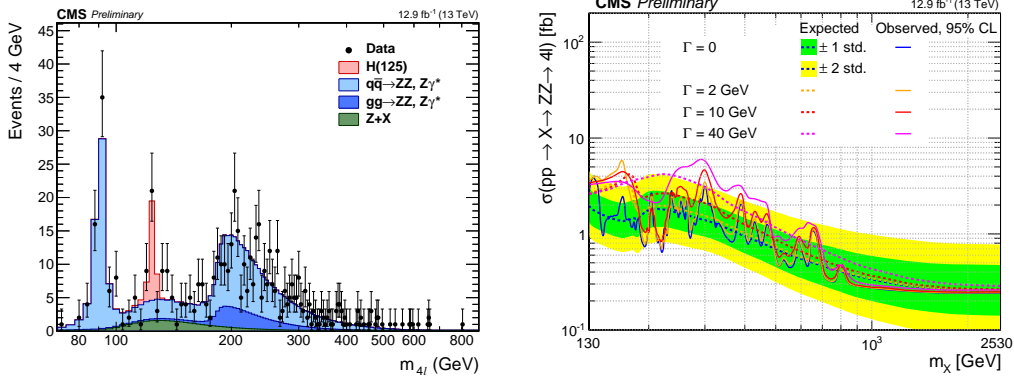 CMS Preliminary 12.9 fb⁻¹ (13 TeV)
Events / 4 GeV
45
40
35
30
25
20
15
10
5
0
Data
H(125)
qq̄→ZZ, Zγ*
gg→ZZ, Zγ*
Z+X
80 100 200 300 400 500 600 800
m₄ₗ (GeV)
CMS Preliminary 12.9 fb⁻¹ (13 TeV)
σ(pp → X→ ZZ→ 4l) [fb]
10²
10
1
10⁻¹
Expected Observed, 95% CL
Γ = 0 ± 1 std.
± 2 std.
Γ = 2 GeV
Γ = 10 GeV
Γ = 40 GeV
130 10³ 2530
m_X [GeV]